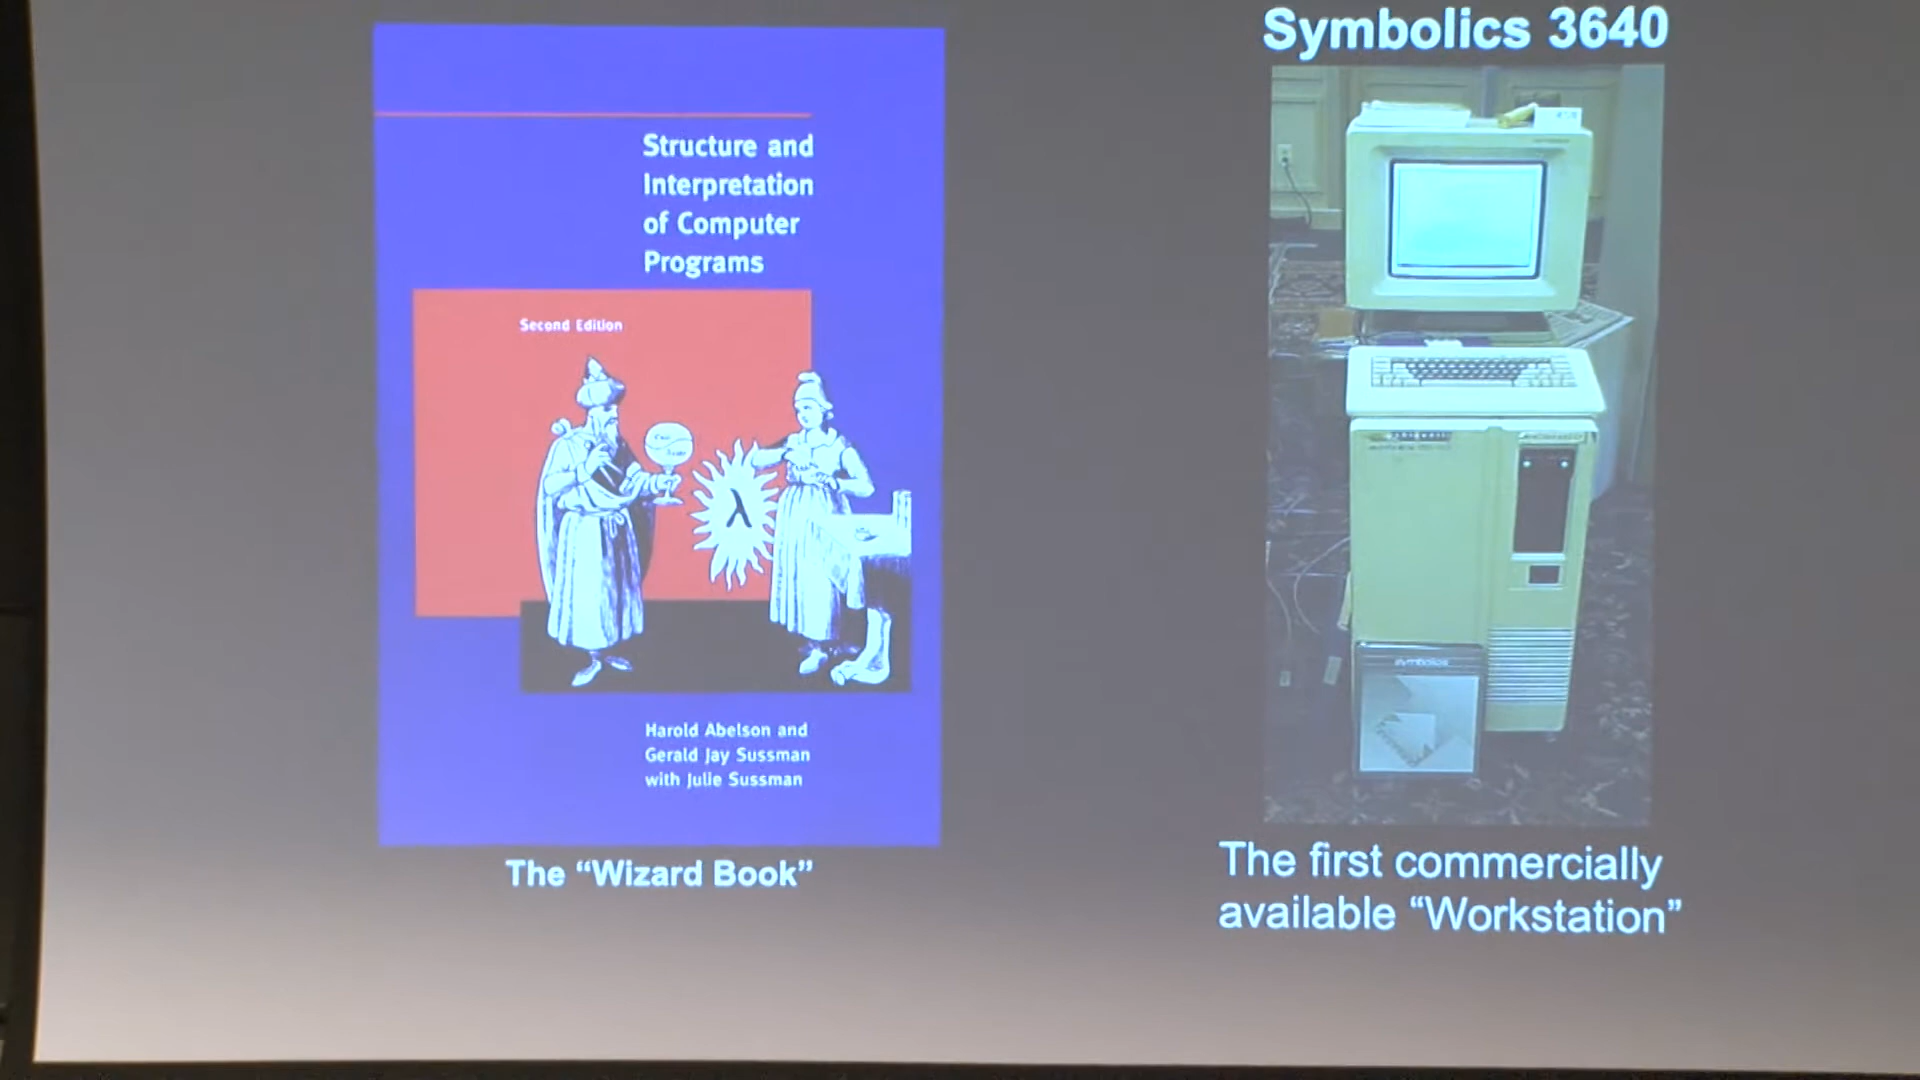 Structure and
Interpretation
of Computer
Programs
Second Edition
λ
Harold Abelson and
Gerald Jay Sussman
with Julie Sussman
The “Wizard Book”
Symbolics 3640
symbolics
The first commercially
available “Workstation”